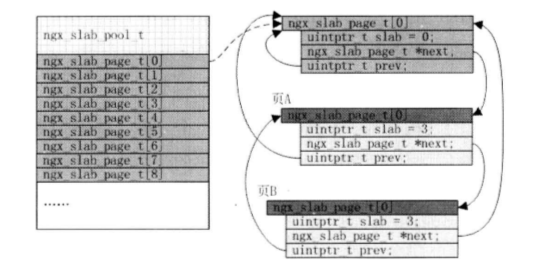 ngx slab pool t
ngx slab page t[0]
ngx slab page t[1]
ngx slab page t[2]
ngx slab page t[3]
ngx slab page t[4]
ngx slab page t[5]
ngx slab page t[6]
ngx slab page t[7]
ngx slab page t[8]
……
ngx slab page t[0]
uintptr t slab = 0;
ngx slab page t *next;
uintptr t prev;
页A
ngx slab page t[0]
uintptr t slab = 3;
ngx slab page t *next;
uintptr t prev;
页B
ngx slab page t[0]
uintptr t slab = 3;
ngx slab page t *next;
uintptr t prev;